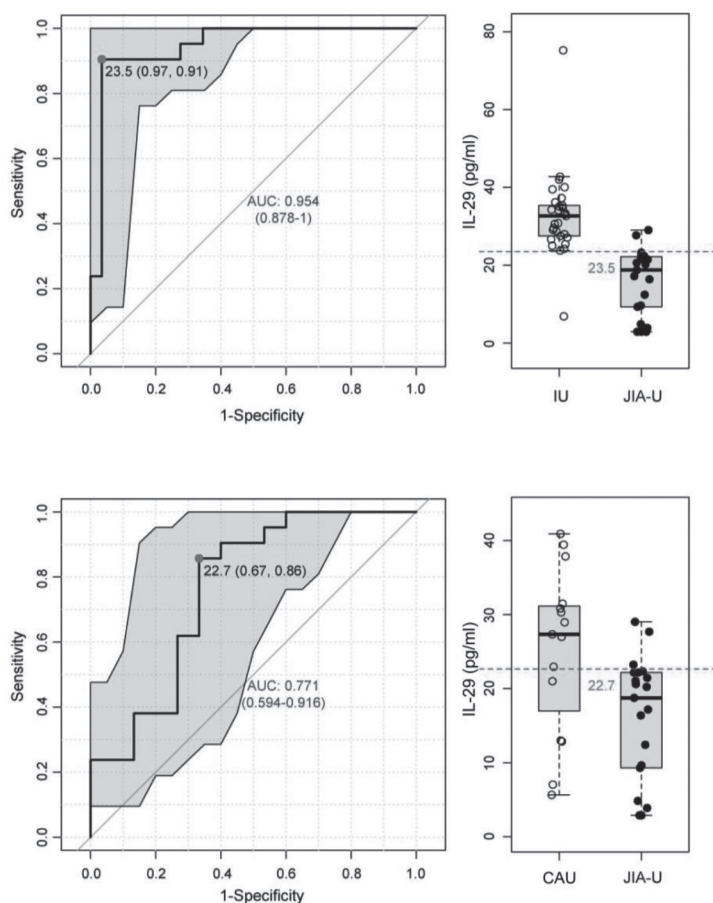 1.0
0.8
0.6
0.4
0.2
0.0
Sensitivity
23.5 (0.97, 0.91)
AUC: 0.954
(0.878-1)
0.0 0.2 0.4 0.6 0.8 1.0
1-Specificity
80
60
40
20
0
IL-29 (pg/ml)
23.5
IU JIA-U
1.0
0.8
0.6
0.4
0.2
0.0
Sensitivity
22.7 (0.67, 0.86)
AUC: 0.771
(0.594-0.916)
0.0 0.2 0.4 0.6 0.8 1.0
1-Specificity
40
30
20
10
0
IL-29 (pg/ml)
22.7
CAU JIA-U